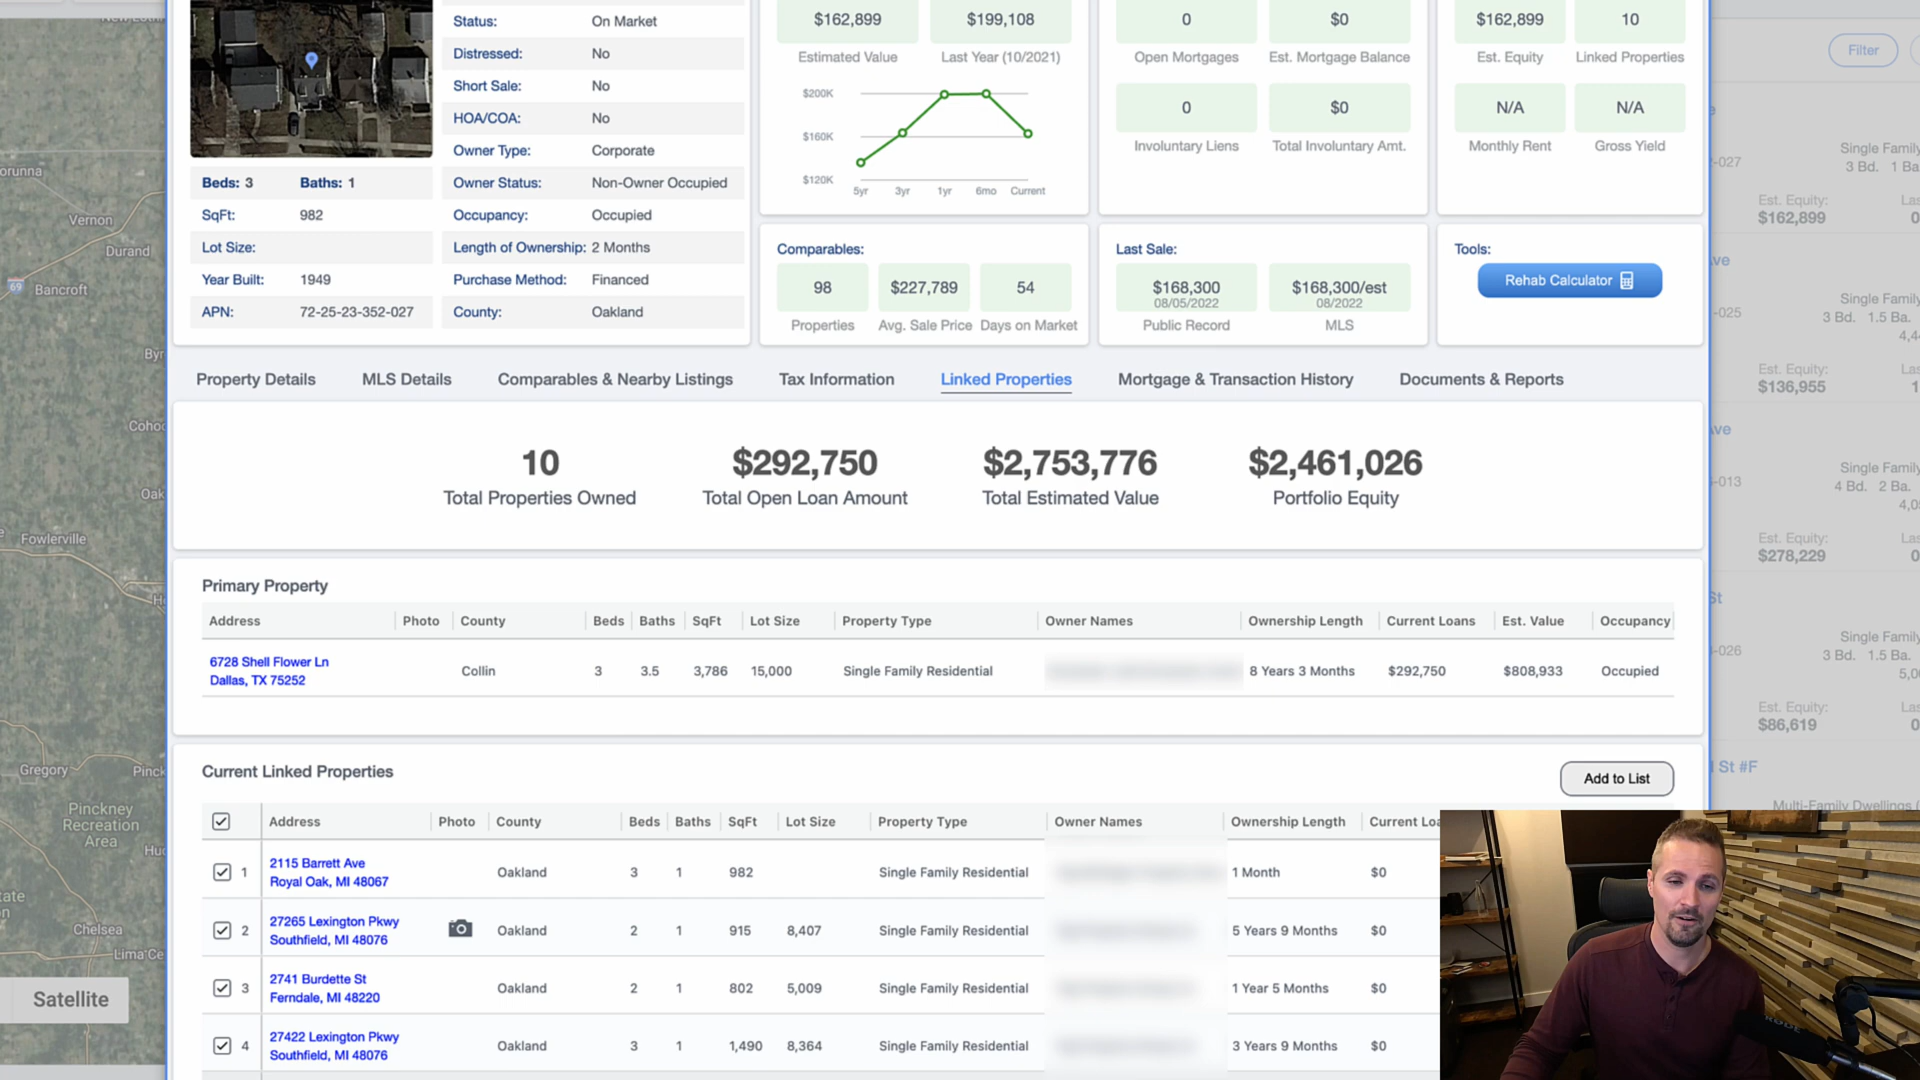 Status: On Market
Distressed: No
Short Sale: No
HOA/COA: No
Owner Type: Corporate
Owner Status: Non-Owner Occupied
Occupancy: Occupied
Length of Ownership: 2 Months
Purchase Method: Financed
County: Oakland
Beds: 3 Baths: 1
SqFt: 982
Lot Size:
Year Built: 1949
APN: 72-25-23-352-027
$162,899 $199,108
Estimated Value Last Year (10/2021)
$200K
$160K
$120K
5yr 3yr 1yr 6mo Current
0 $0
Open Mortgages Est. Mortgage Balance
0 $0
Involuntary Liens Total Involuntary Amt.
$162,899 10
Est. Equity Linked Properties
N/A N/A
Monthly Rent Gross Yield
Comparables:
98 $227,789 54
Properties Avg. Sale Price Days on Market
Last Sale:
$168,300 $168,300/est
08/05/2022 08/2022
Public Record MLS
Tools:
Rehab Calculator
Property Details MLS Details Comparables & Nearby Listings Tax Information Linked Properties Mortgage & Transaction History Documents & Reports
10 $292,750 $2,753,776 $2,461,026
Total Properties Owned Total Open Loan Amount Total Estimated Value Portfolio Equity
Primary Property
Address Photo County Beds Baths SqFt Lot Size Property Type Owner Names Ownership Length Current Loans Est. Value Occupancy
6728 Shell Flower Ln
Dallas, TX 75252 Collin 3 3.5 3,786 15,000 Single Family Residential 8 Years 3 Months $292,750 $808,933 Occupied
Current Linked Properties
Add to List
Address Photo County Beds Baths SqFt Lot Size Property Type Owner Names Ownership Length Current Loa
1 2115 Barrett Ave
Royal Oak, MI 48067 Oakland 3 1 982 Single Family Residential 1 Month $0
2 27265 Lexington Pkwy
Southfield, MI 48076 Oakland 2 1 915 8,407 Single Family Residential 5 Years 9 Months $0
3 2741 Burdette St
Ferndale, MI 48220 Oakland 2 1 802 5,009 Single Family Residential 1 Year 5 Months $0
4 27422 Lexington Pkwy
Southfield, MI 48076 Oakland 3 1 1,490 8,364 Single Family Residential 3 Years 9 Months $0
Vernon
Durand
69
Bancroft
Fowlerville
Gregory
Pinckney
Recreation
Area
Chelsea
Satellite
Filter
-027
Single Family
3 Bd. 1 Ba
Est. Equity:
$162,899
Single Family
-025
3 Bd. 1.5 Ba.
Est. Equity:
$136,955
Single Family
-013
4 Bd. 2 Ba.
Est. Equity:
$278,229
Single Family
-026
3 Bd. 1.5 Ba.
Est. Equity:
$86,619
St #F
Multi-Family Dwellings
RODE